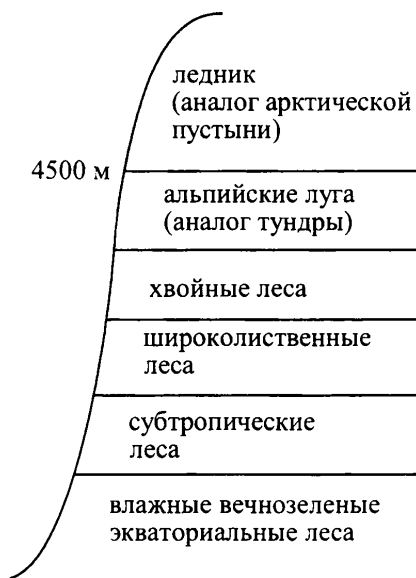 ледник
(аналог арктической
пустыни)
4500 м
альпийские луга
(аналог тундры)
хвойные леса
широколиственные
леса
субтропические
леса
влажные вечнозеленые
экваториальные леса